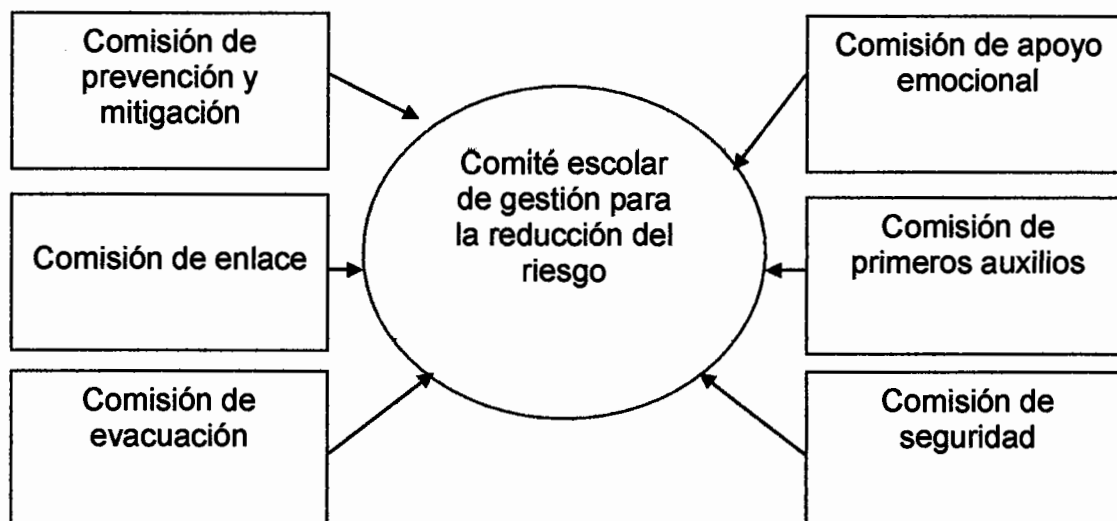 Comisión de
prevención y
mitigación
Comisión de enlace
Comisión de
evacuación
Comité escolar
de gestión para
la reducción del
riesgo
Comisión de apoyo
emocional
Comisión de
primeros auxilios
Comisión de
seguridad